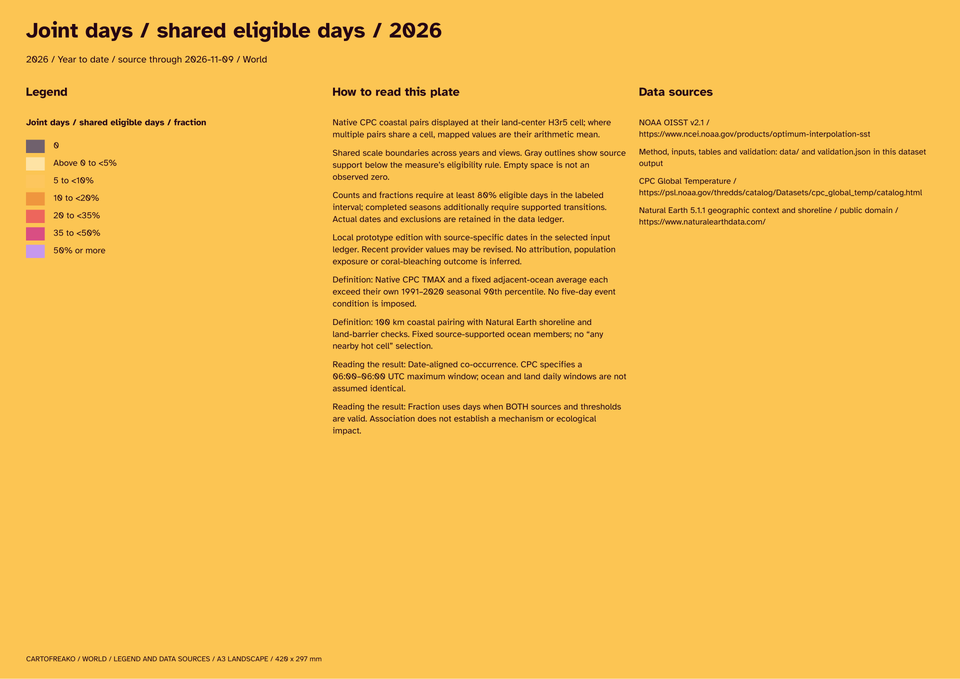 Joint days / shared eligible days / 2026
2026 / Year to date / source through 2026-11-09 / World
Legend
Joint days / shared eligible days / fraction
0
Above 0 to <5%
5 to <10%
10 to <20%
20 to <35%
35 to <50%
50% or more
How to read this plate
Native CPC coastal pairs displayed at their land-center H3r5 cell; where
multiple pairs share a cell, mapped values are their arithmetic mean.
Shared scale boundaries across years and views. Gray outlines show source
support below the measure's eligibility rule. Empty space is not an
observed zero.
Counts and fractions require at least 80% eligible days in the labeled
interval; completed seasons additionally require supported transitions.
Actual dates and exclusions are retained in the data ledger.
Local prototype edition with source-specific dates in the selected input
ledger. Recent provider values may be revised. No attribution, population
exposure or coral-bleaching outcome is inferred.
Definition: Native CPC TMAX and a fixed adjacent-ocean average each
exceed their own 1991–2020 seasonal 90th percentile. No five-day event
condition is imposed.
Definition: 100 km coastal pairing with Natural Earth shoreline and
land-barrier checks. Fixed source-supported ocean members; no “any
nearby hot cell” selection.
Reading the result: Date-aligned co-occurrence. CPC specifies a
06:00–06:00 UTC maximum window; ocean and land daily windows are not
assumed identical.
Reading the result: Fraction uses days when BOTH sources and thresholds
are valid. Association does not establish a mechanism or ecological
impact.
Data sources
NOAA OISST v2.1 /
https://www.ncei.noaa.gov/products/optimum-interpolation-sst
Method, inputs, tables and validation: data/ and validation.json in this dataset
output
CPC Global Temperature /
https://psl.noaa.gov/thredds/catalog/Datasets/cpc_global_temp/catalog.html
Natural Earth 5.1.1 geographic context and shoreline / public domain /
https://www.naturalearthdata.com/
CARTOFREAKO / WORLD / LEGEND AND DATA SOURCES / A3 LANDSCAPE / 420 x 297 mm